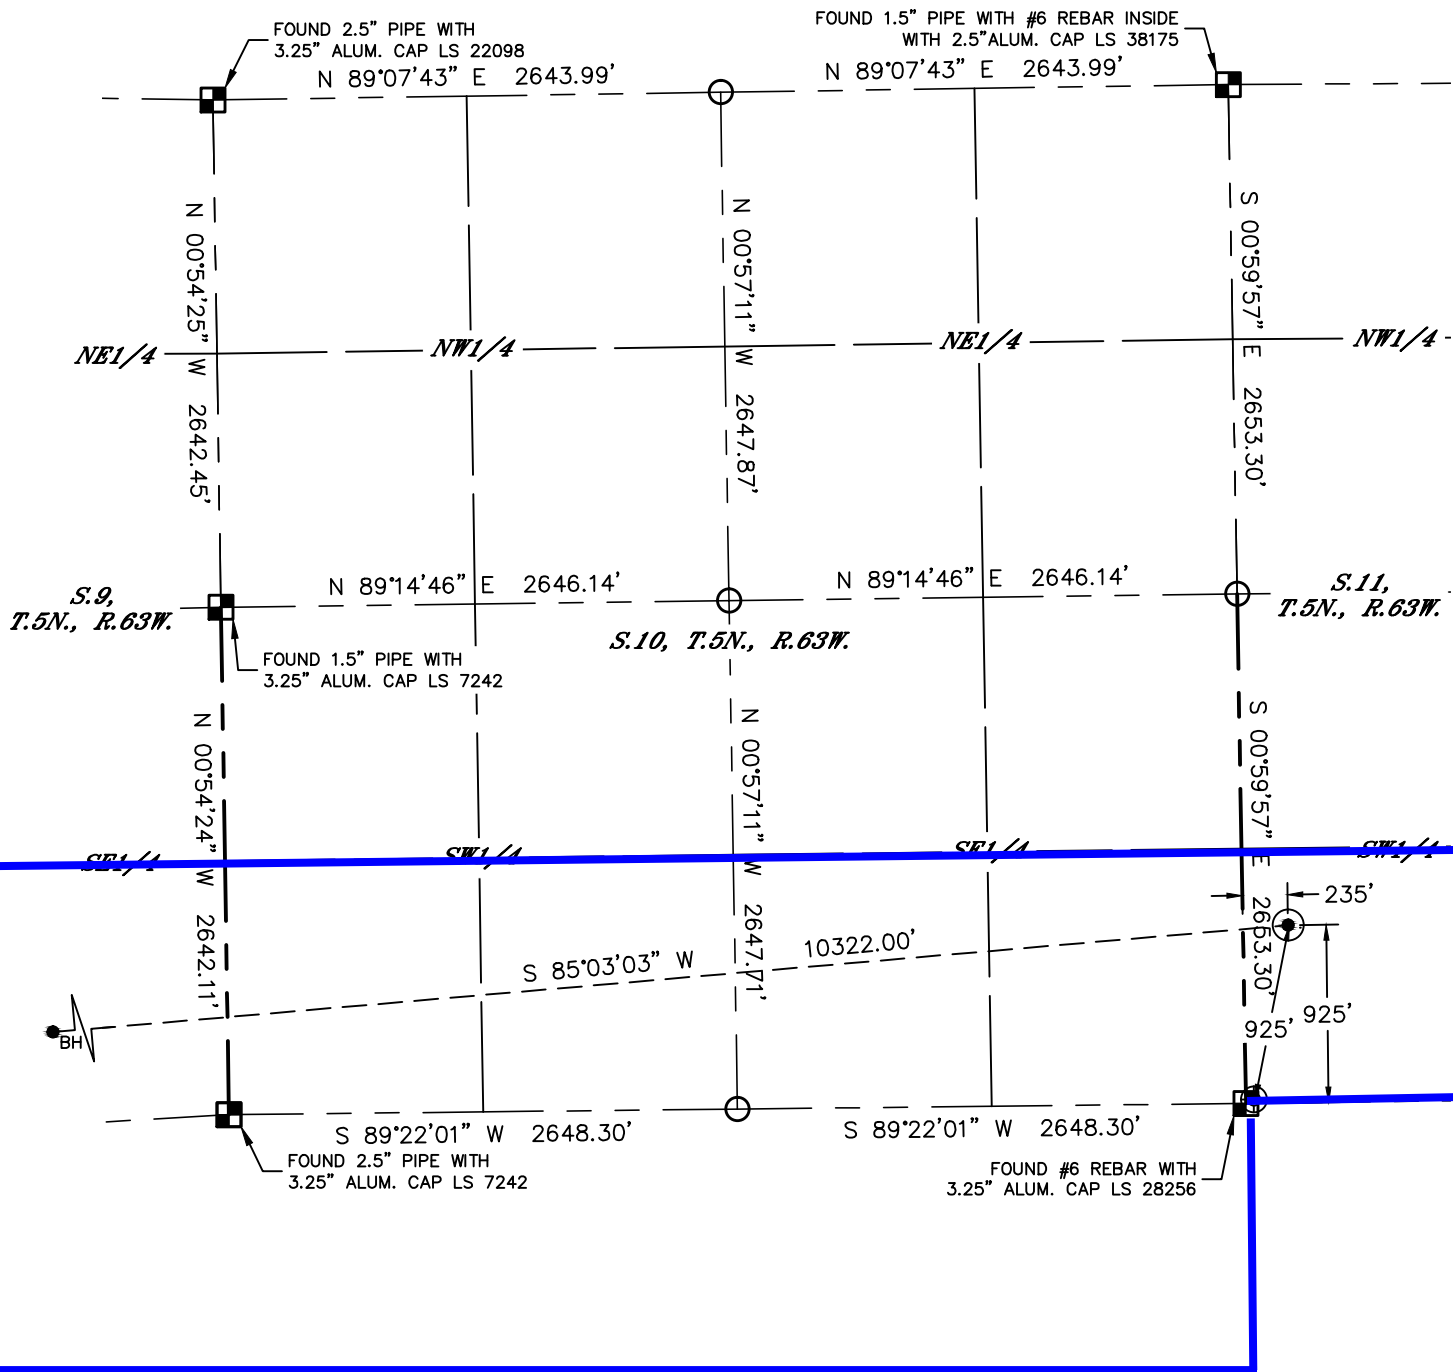 FOUND 2.5" PIPE WITH
3.25" ALUM. CAP LS 22098
N 89°07'43" E 2643.99'
FOUND 1.5" PIPE WITH #6 REBAR INSIDE
WITH 2.5"ALUM. CAP LS 38175
N 89°07'43" E 2643.99'
N 00°54'25" W 2642.45'
N 00°57'11" W 2647.87'
S 00°59'57" E 2653.30'
NE1/4
NW1/4
NE1/4
NW1/4
S.9,
T.5N., R.63W.
N 89°14'46" E 2646.14'
N 89°14'46" E 2646.14'
S.11,
T.5N., R.63W.
S.10, T.5N., R.63W.
FOUND 1.5" PIPE WITH
3.25" ALUM. CAP LS 7242
N 00°54'24" W 2642.11'
N 00°57'11" W 2647.71'
S 00°59'57" E 2653.30'
SE1/4
SW1/4
SE1/4
SW1/4
235'
S 85°03'03" W 10322.00'
BH
925'
925'
S 89°22'01" W 2648.30'
S 89°22'01" W 2648.30'
FOUND 2.5" PIPE WITH
3.25" ALUM. CAP LS 7242
FOUND #6 REBAR WITH
3.25" ALUM. CAP LS 28256